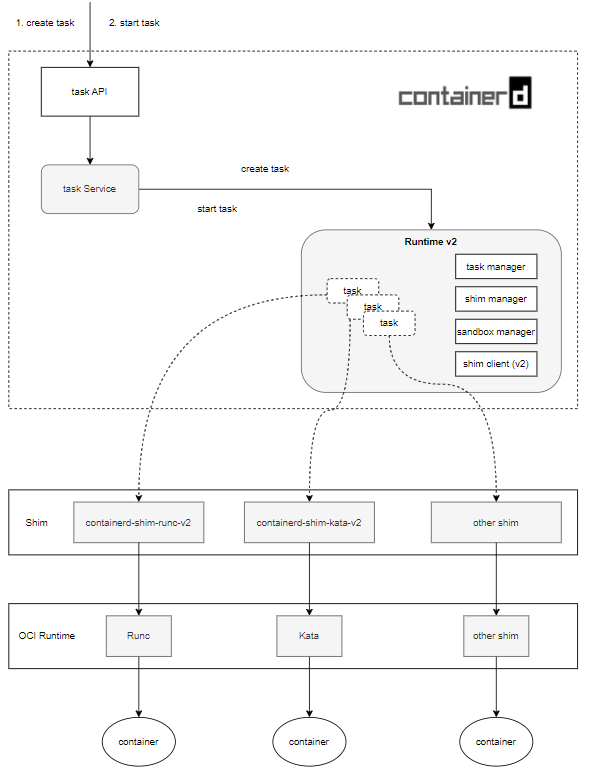 1. create task
2. start task
task API
containerd
task Service
create task
start task
Runtime v2
task
task
task
task manager
shim manager
sandbox manager
shim client (v2)
Shim
containerd-shim-runc-v2
containerd-shim-kata-v2
other shim
OCI Runtime
Runc
Kata
other shim
container
container
container